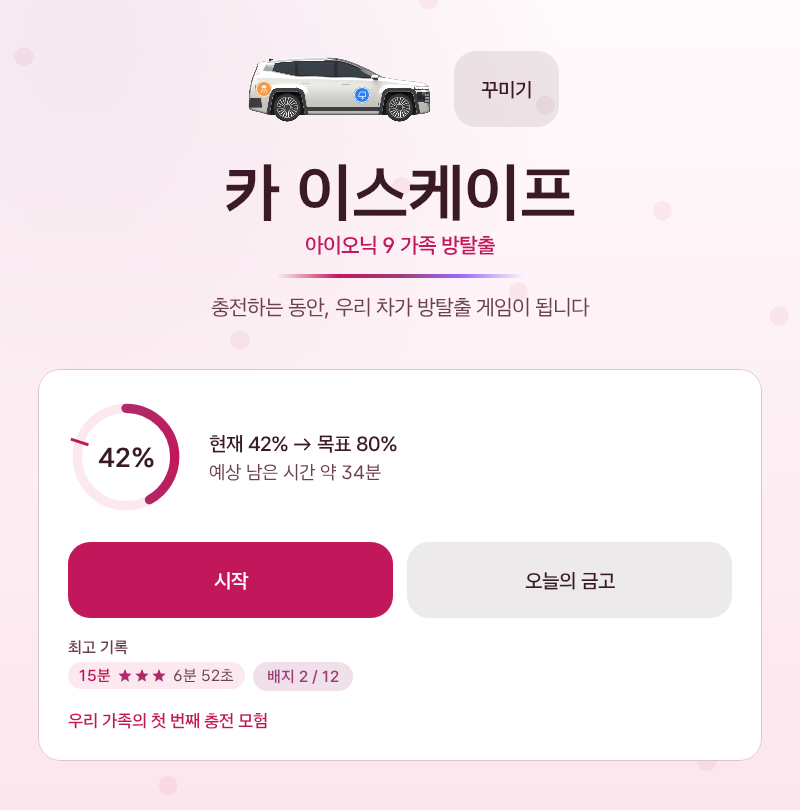 꾸미기
카 이스케이프
아이오닉 9 가족 방탈출
충전하는 동안, 우리 차가 방탈출 게임이 됩니다
42%
현재 42% → 목표 80%
예상 남은 시간 약 34분
시작
오늘의 금고
최고 기록
15분 ★★★ 6분 52초
배지 2 / 12
우리 가족의 첫 번째 충전 모험